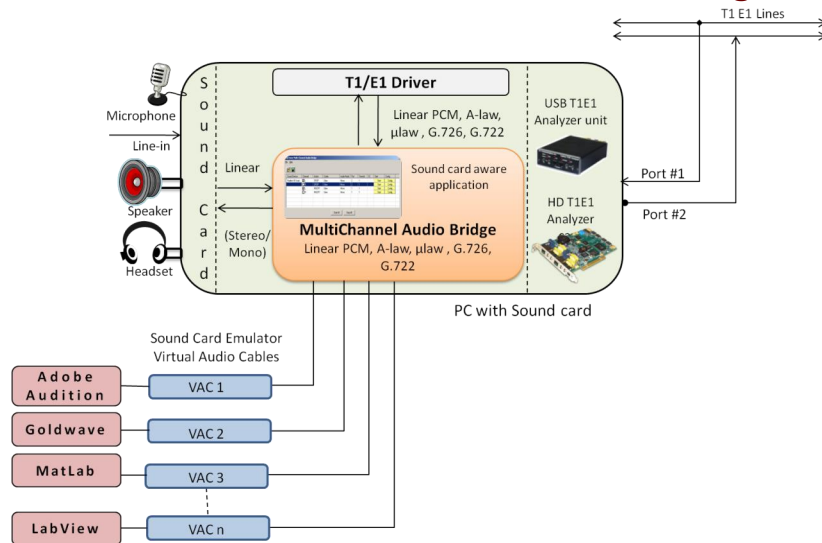 T1 E1 Lines
Sound Card
T1/E1 Driver
Microphone
Line-in
Speaker
Headset
Linear
(Stereo/
Mono)
Linear PCM, A-law,
µlaw , G.726, G.722
Sound card aware
application
MultiChannel Audio Bridge
Linear PCM, A-law, µlaw , G.726,
G.722
USB T1E1
Analyzer unit
HD T1E1
Analyzer
Port #1
Port #2
PC with Sound card
Sound Card Emulator
Virtual Audio Cables
Adobe
Audition
VAC 1
Goldwave
VAC 2
MatLab
VAC 3
LabView
VAC n